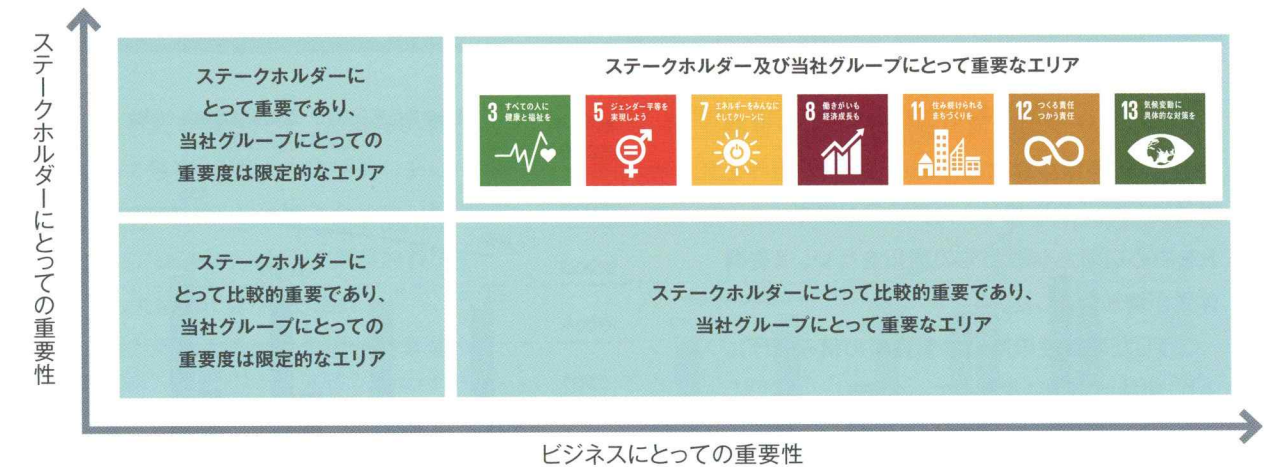 ステークホルダーにとっての重要性
ステークホルダーに
とって重要であり、
当社グループにとっての
重要度は限定的なエリア
ステークホルダー及び当社グループにとって重要なエリア
3 すべての人に
健康と福祉を
5 ジェンダー平等を
実現しよう
7 エネルギーをみんなに
そしてクリーンに
8 働きがいも
経済成長も
11 住み続けられる
まちづくりを
12 つくる責任
つかう責任
13 気候変動に
具体的な対策を
ステークホルダーに
とって比較的重要であり、
当社グループにとっての
重要度は限定的なエリア
ステークホルダーにとって比較的重要であり、
当社グループにとって重要なエリア
ビジネスにとっての重要性